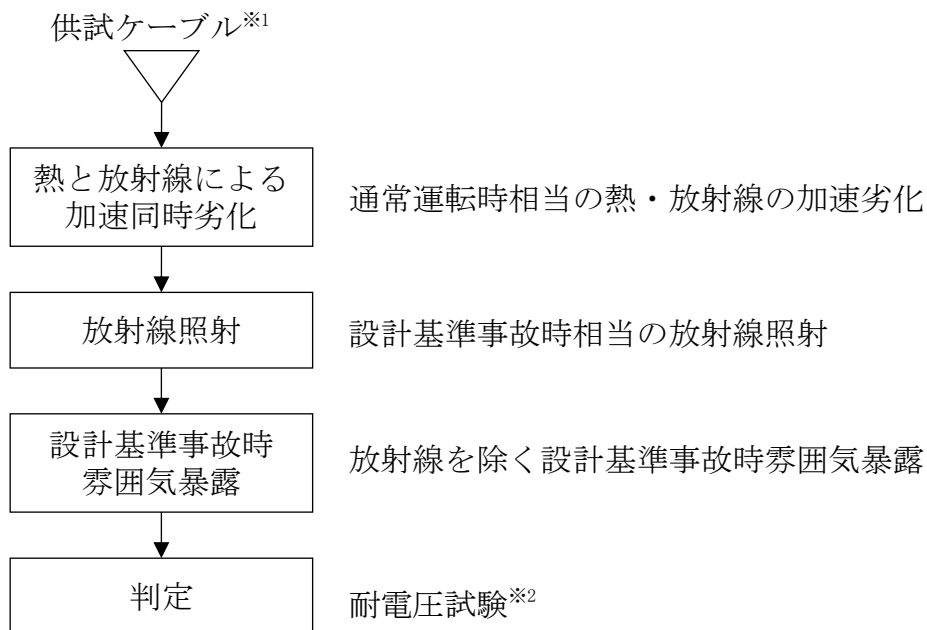 供試ケーブル※1
熱と放射線による
加速同時劣化
通常運転時相当の熱・放射線の加速劣化
放射線照射
設計基準事故時相当の放射線照射
設計基準事故時
雰囲気暴露
放射線を除く設計基準事故時雰囲気暴露
判定
耐電圧試験※2